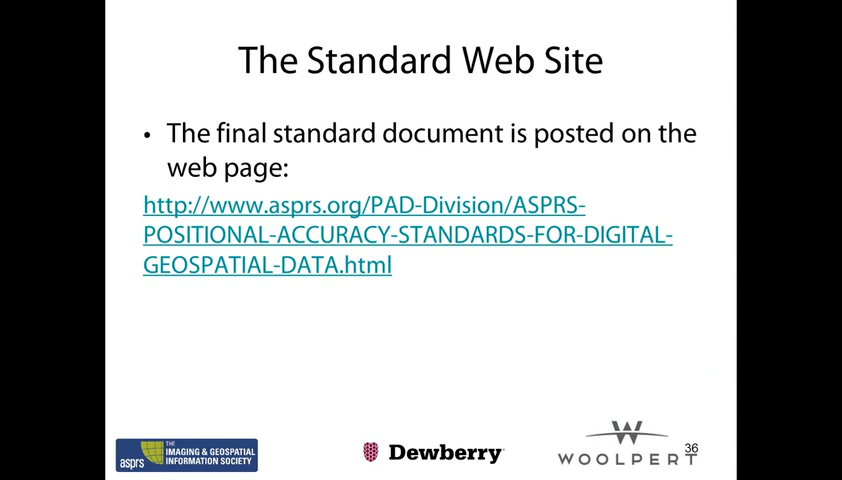 The Standard Web Site
• The final standard document is posted on the
web page:
http://www.asprs.org/PAD-Division/ASPRS-
POSITIONAL-ACCURACY-STANDARDS-FOR-DIGITAL-
GEOSPATIAL-DATA.html
asprs
THE
IMAGING & GEOSPATIAL
INFORMATION SOCIETY
Dewberry
WOOLPERT
36